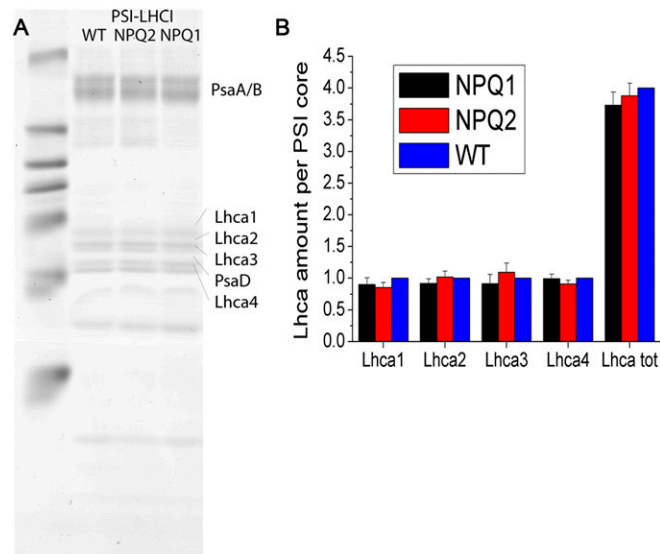 A
PSI-LHCI
WT NPQ2 NPQ1
PsaA/B
Lhca1
Lhca2
Lhca3
PsaD
Lhca4
B
Lhca amount per PSI core
4.5
4.0
3.5
3.0
2.5
2.0
1.5
1.0
0.5
0.0
NPQ1
NPQ2
WT
Lhca1 Lhca2 Lhca3 Lhca4 Lhca tot